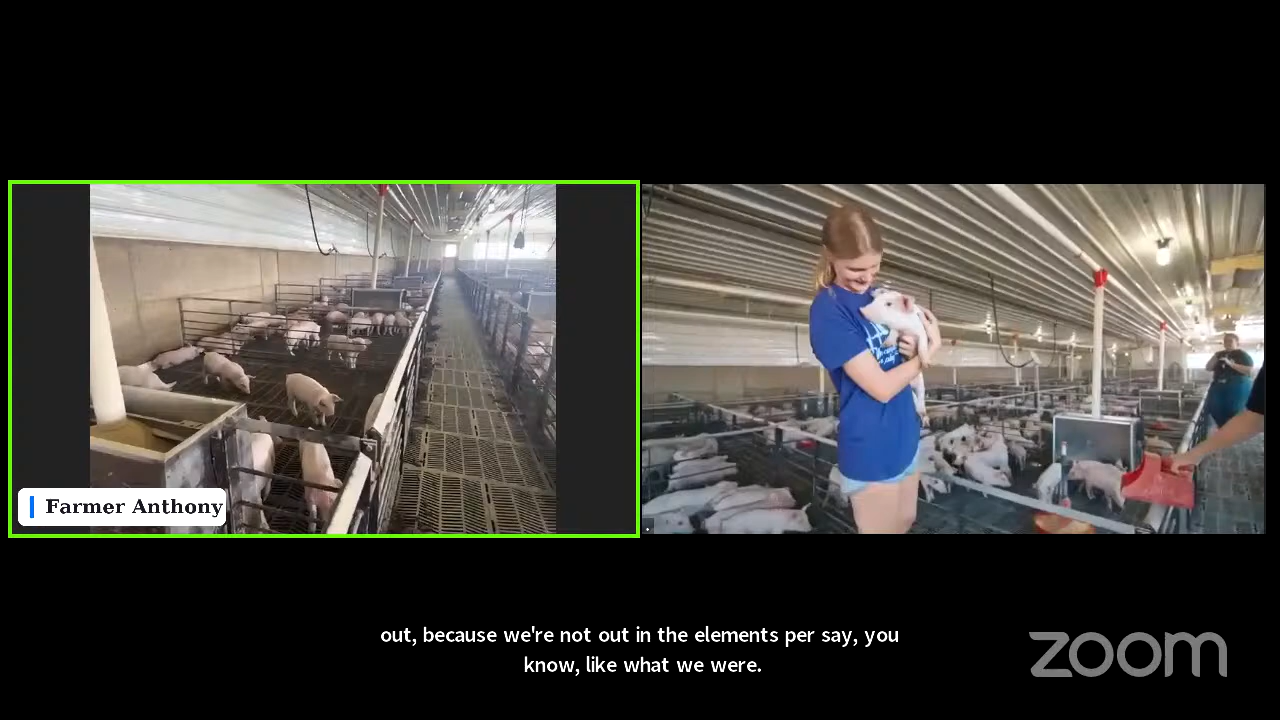 Farmer Anthony
out, because we're not out in the elements per say, you
know, like what we were.
zoom